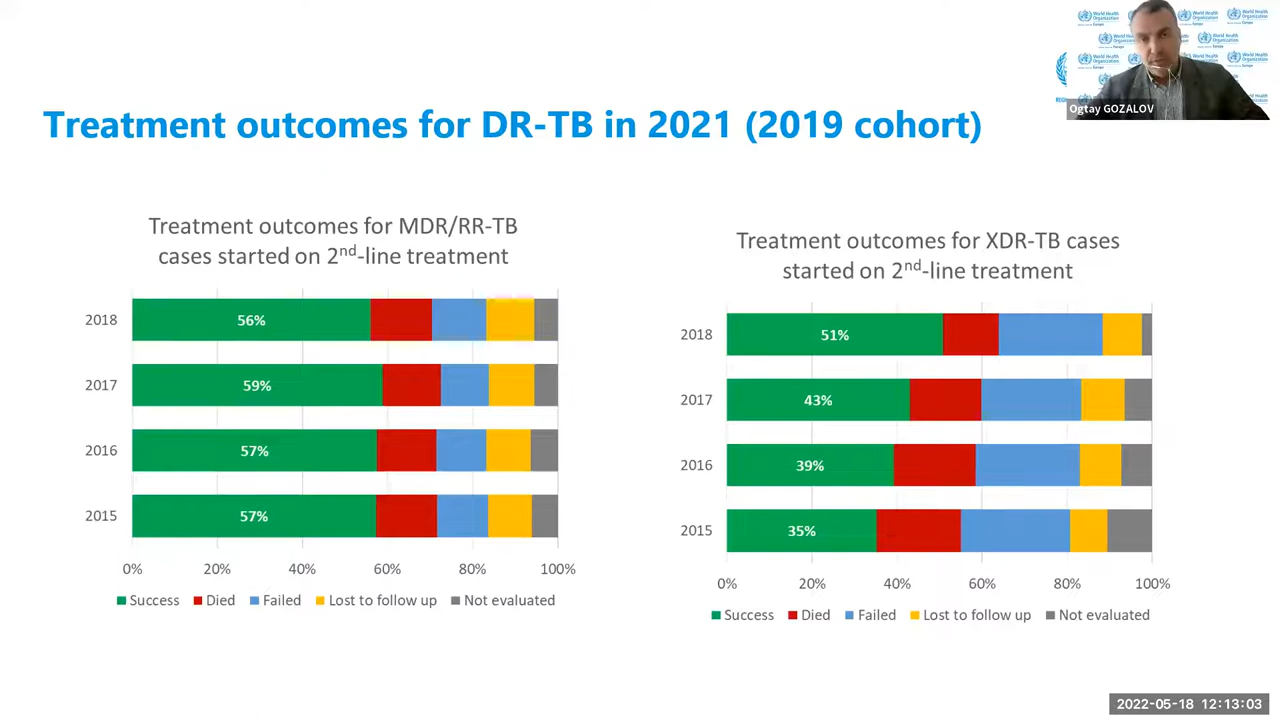 World Health Organization
Europe
Ogtay GOZALOV
Treatment outcomes for DR-TB in 2021 (2019 cohort)
Treatment outcomes for MDR/RR-TB
cases started on 2nd-line treatment
2018
56%
2017
59%
2016
57%
2015
57%
0% 20% 40% 60% 80% 100%
Success Died Failed Lost to follow up Not evaluated
Treatment outcomes for XDR-TB cases
started on 2nd-line treatment
2018
51%
2017
43%
2016
39%
2015
35%
0% 20% 40% 60% 80% 100%
Success Died Failed Lost to follow up Not evaluated
2022-05-18 12:13:03